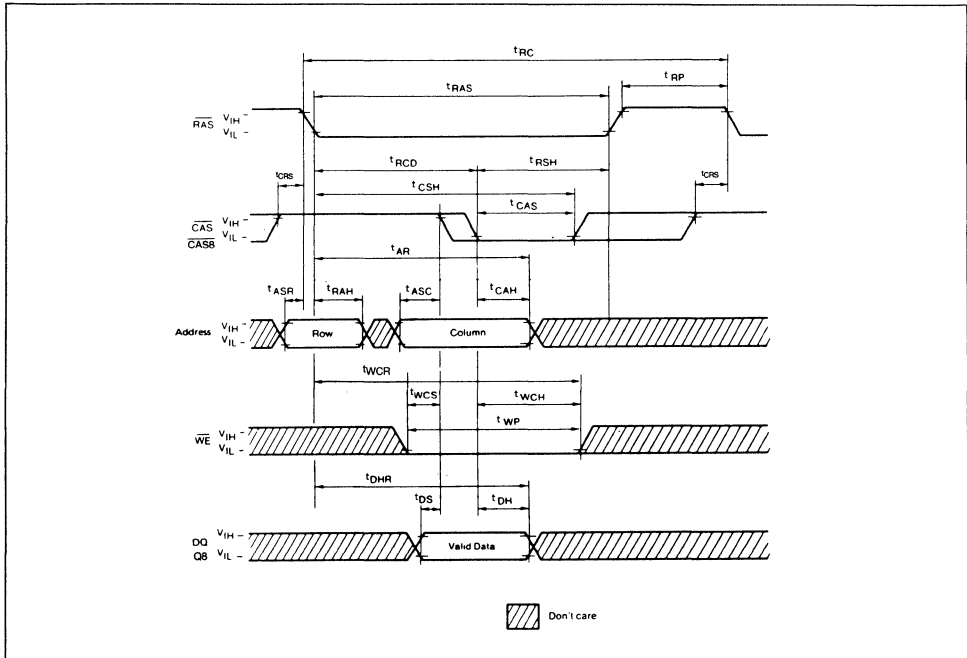 tRC
tRP
tRAS
RAS VIH
VIL
tRCD
tRSH
tCRS
tCSH
tCRS
tCAS
CAS VIH
CAS8 VIL
tAR
tASR
tRAH
tASC
tCAH
Address VIH
VIL
Row
Column
tWCR
tWCS
tWCH
tWP
WE VIH
VIL
tDHR
tDS
tDH
DQ VIH
Q8 VIL
Valid Data
Don't care